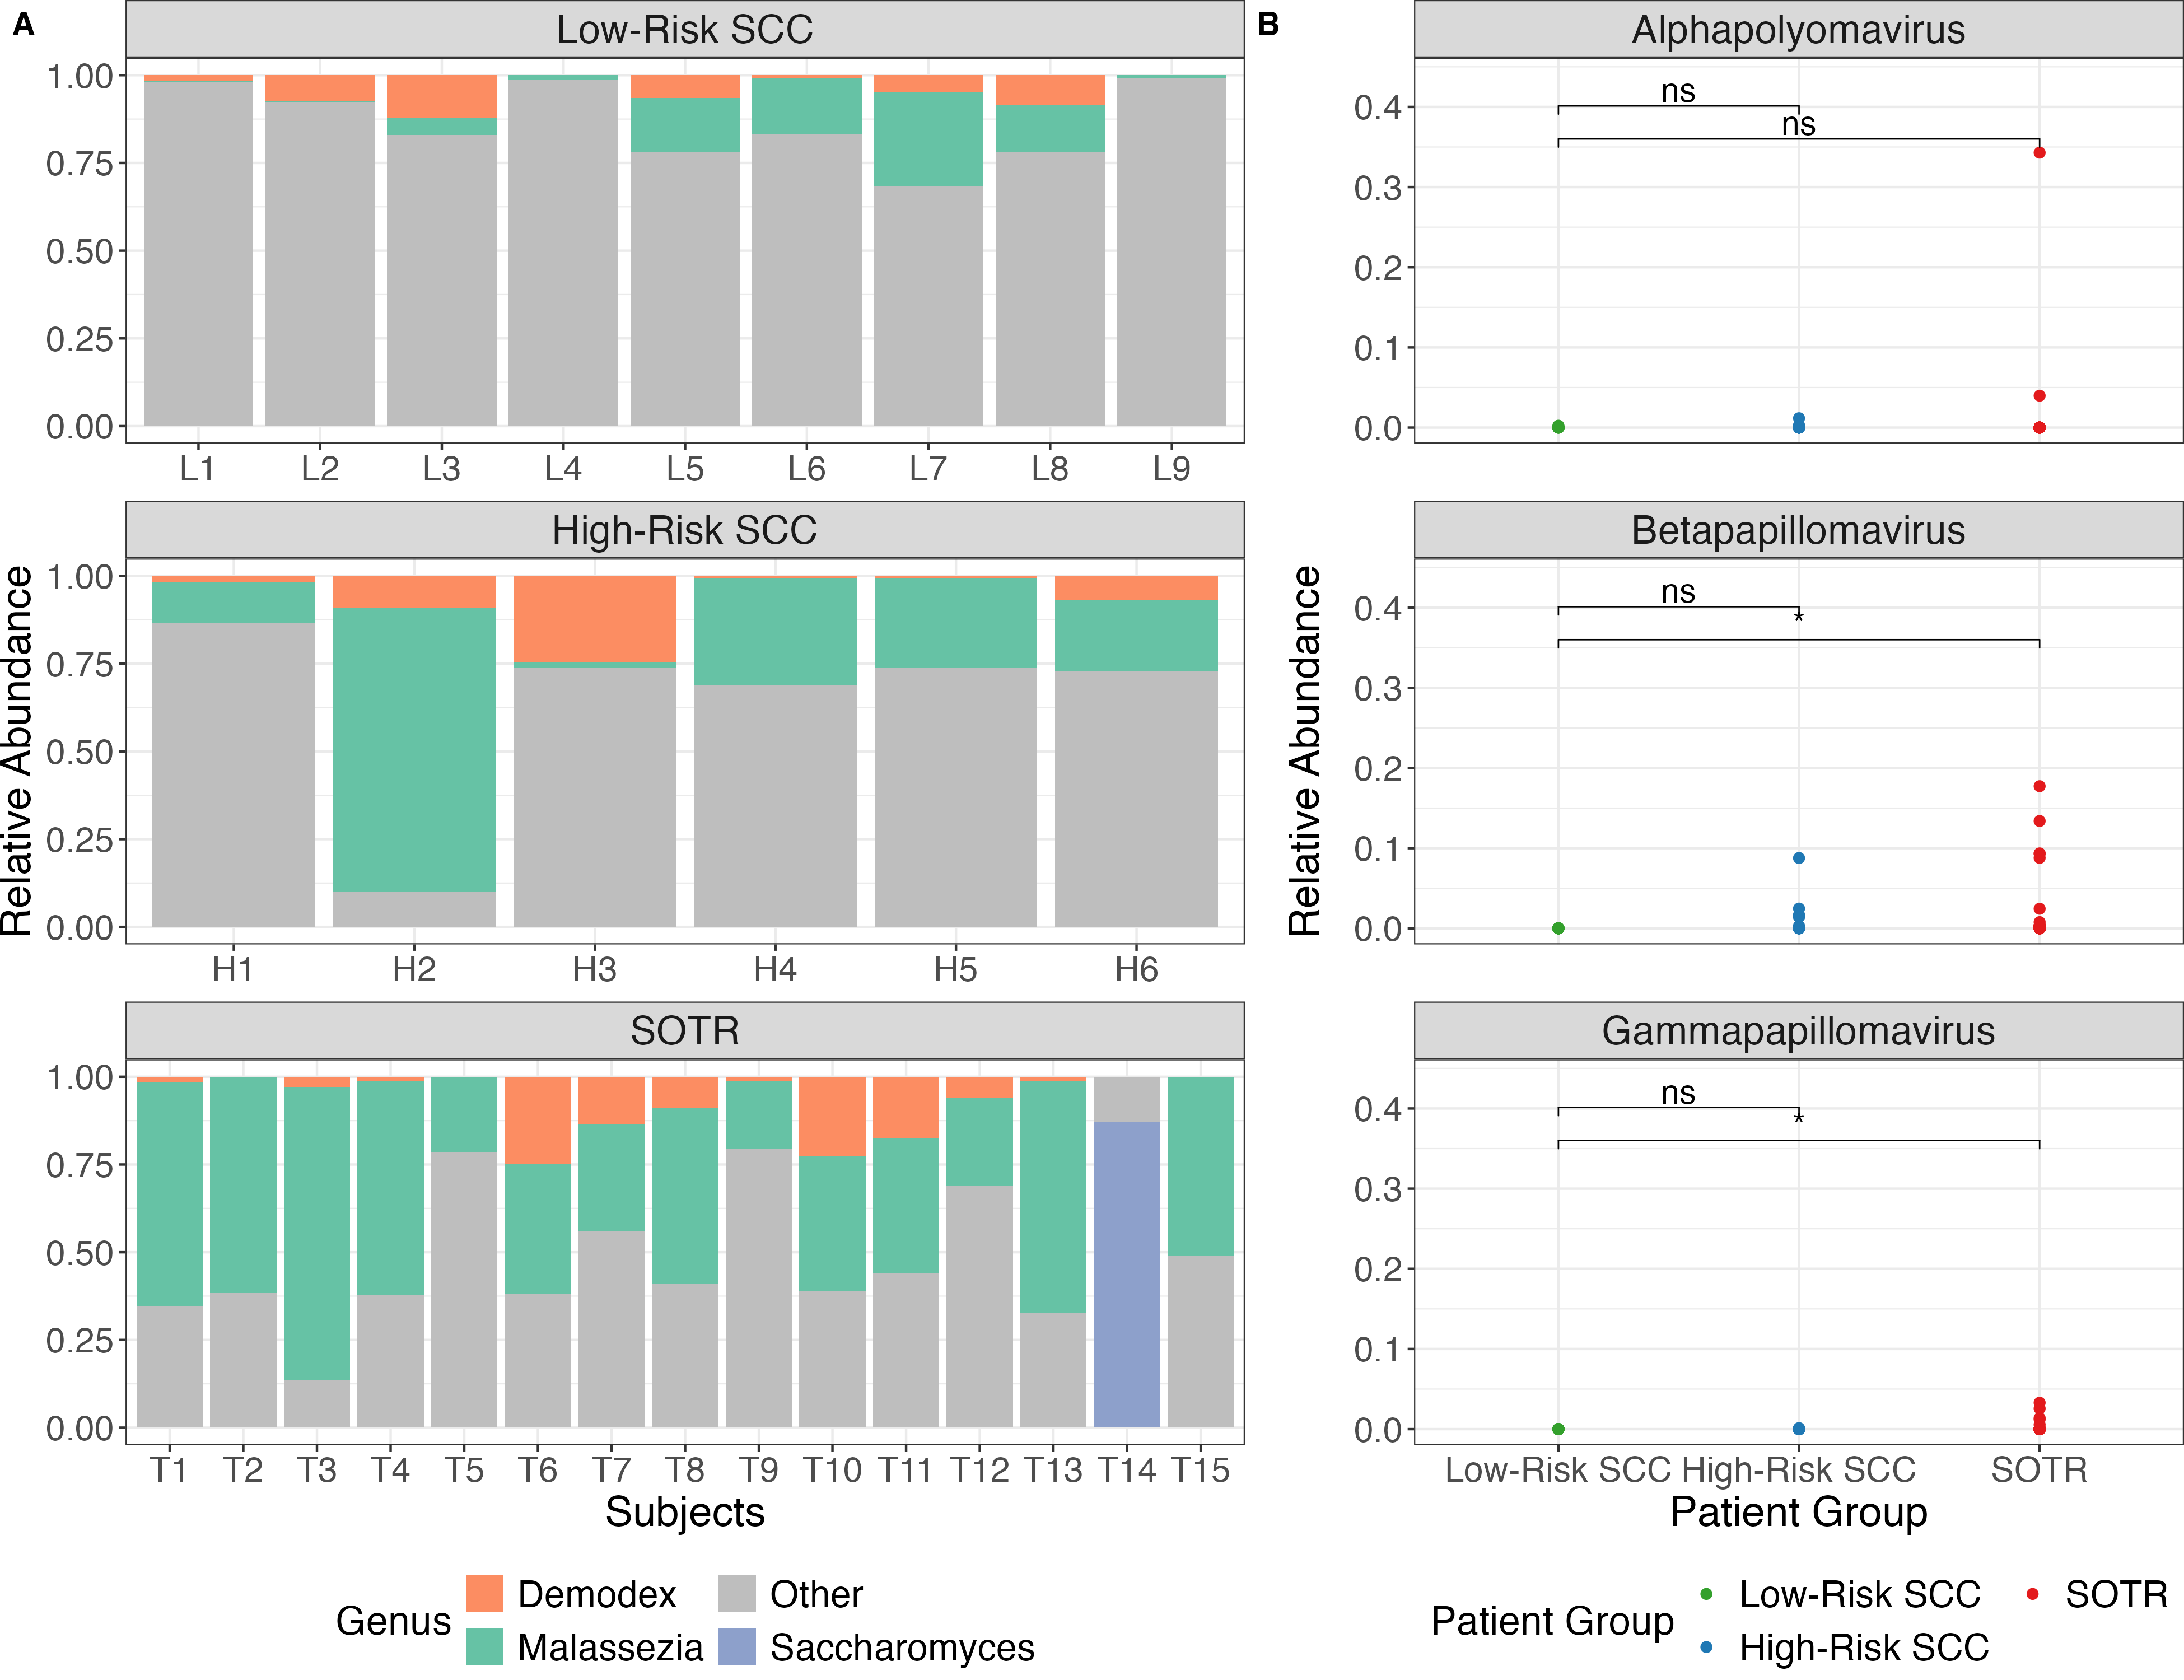 A
Low-Risk SCC
1.00
0.75
0.50
0.25
0.00
L1 L2 L3 L4 L5 L6 L7 L8 L9
High-Risk SCC
1.00
0.75
0.50
0.25
0.00
H1 H2 H3 H4 H5 H6
SOTR
1.00
0.75
0.50
0.25
0.00
T1 T2 T3 T4 T5 T6 T7 T8 T9 T10 T11 T12 T13 T14 T15
Relative Abundance
Subjects
Genus
Demodex
Other
Malassezia
Saccharomyces
B
Alphapolyomavirus
ns
ns
0.4
0.3
0.2
0.1
0.0
Betapapillomavirus
ns
*
0.4
0.3
0.2
0.1
0.0
Gammapapillomavirus
ns
*
0.4
0.3
0.2
0.1
0.0
Relative Abundance
Low-Risk SCC High-Risk SCC SOTR
Patient Group
Patient Group
Low-Risk SCC
SOTR
High-Risk SCC